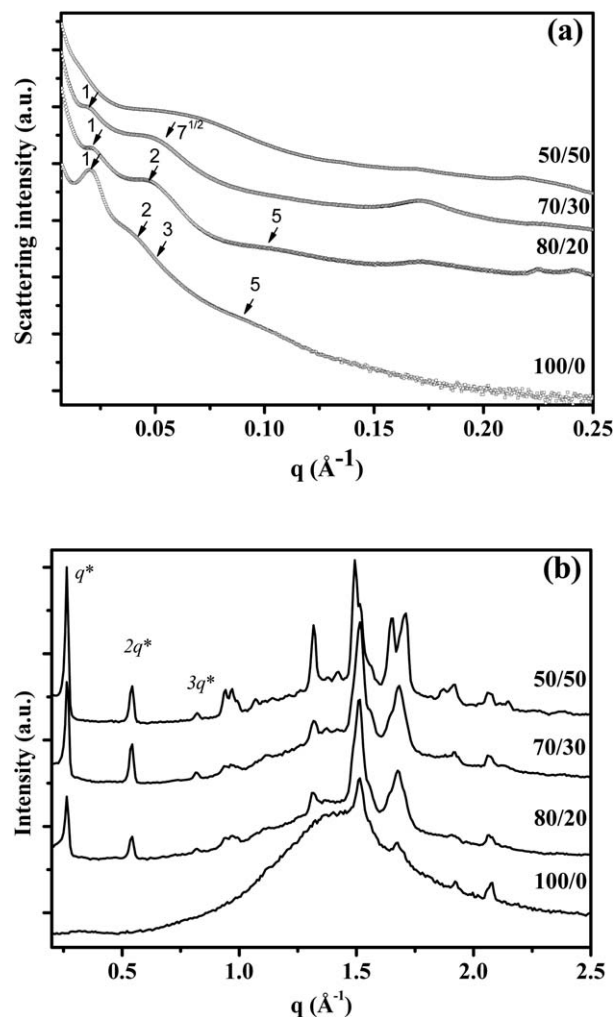 (a)
Scattering intensity (a.u.)
1
1
1
7^1/2
2
2
3
5
5
50/50
70/30
80/20
100/0
0.05 0.10 0.15 0.20 0.25
q (Å^-1)
(b)
Intensity (a.u.)
q*
2q*
3q*
50/50
70/30
80/20
100/0
0.5 1.0 1.5 2.0 2.5
q (Å^-1)